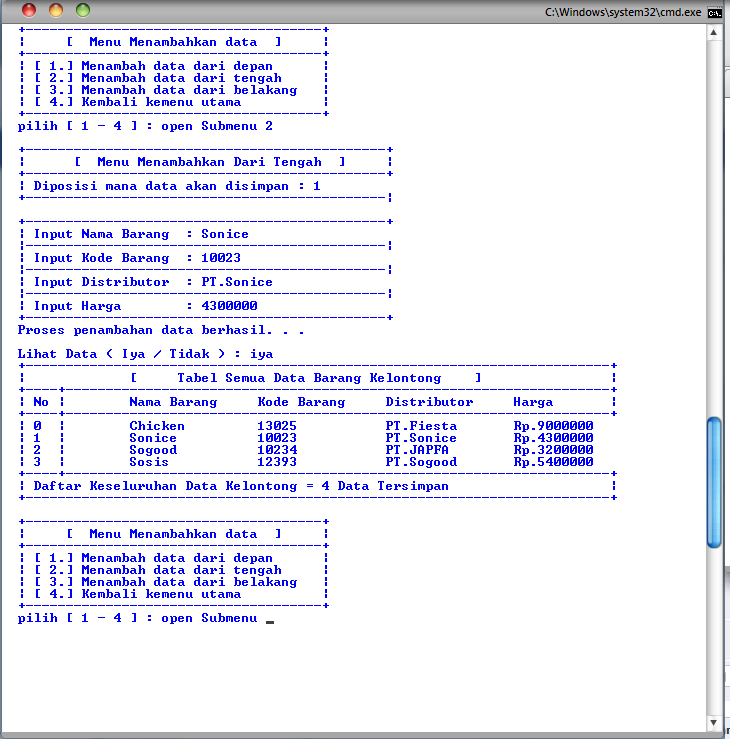 C:\Windows\system32\cmd.exe
[ Menu Menambahkan data ]
[ 1.] Menambah data dari depan
[ 2.] Menambah data dari tengah
[ 3.] Menambah data dari belakang
[ 4.] Kembali kemenu utama
pilih [ 1 - 4 ] : open Submenu 2
[ Menu Menambahkan Dari Tengah ]
Diposisi mana data akan disimpan : 1
Input Nama Barang : Sonice
Input Kode Barang : 10023
Input Distributor : PT.Sonice
Input Harga : 4300000
Proses penambahan data berhasil. . .
Lihat Data ( Iya / Tidak ) : iya
[ Tabel Semua Data Barang Kelontong ]
No Nama Barang Kode Barang Distributor Harga
0 Chicken 13025 PT.Fiesta Rp.9000000
1 Sonice 10023 PT.Sonice Rp.4300000
2 Sogood 10234 PT.JAPFA Rp.3200000
3 Sosis 12393 PT.Sogood Rp.5400000
Daftar Keseluruhan Data Kelontong = 4 Data Tersimpan
[ Menu Menambahkan data ]
[ 1.] Menambah data dari depan
[ 2.] Menambah data dari tengah
[ 3.] Menambah data dari belakang
[ 4.] Kembali kemenu utama
pilih [ 1 - 4 ] : open Submenu _